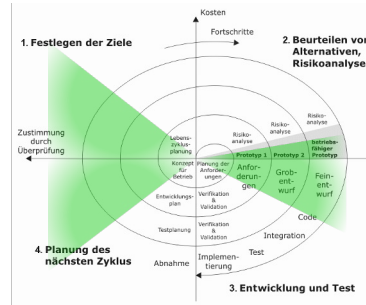 Kosten
Fortschritte
1. Festlegen der Ziele
2. Beurteilen von
Alternativen,
Risikoanalyse
Risiko-
analyse
Risiko-
analyse
Risiko-
analyse
Zustimmung
durch
Überprüfung
Lebens-
zyklus-
planung
Prototyp 1
Prototyp 2
betriebs-
fähiger
Prototyp
Konzept
für
Betrieb
Planung der
Anforder-
ungen
Anfor-
derun-
gen
Grob-
ent-
wurf
Fein-
ent-
wurf
Entwicklungs-
plan
Verifikation
&
Validation
Code
Testplanung
Verifikation
&
Validation
Integration
Test
4. Planung des
nächsten Zyklus
Abnahme
Implemen-
tierung
3. Entwicklung und Test